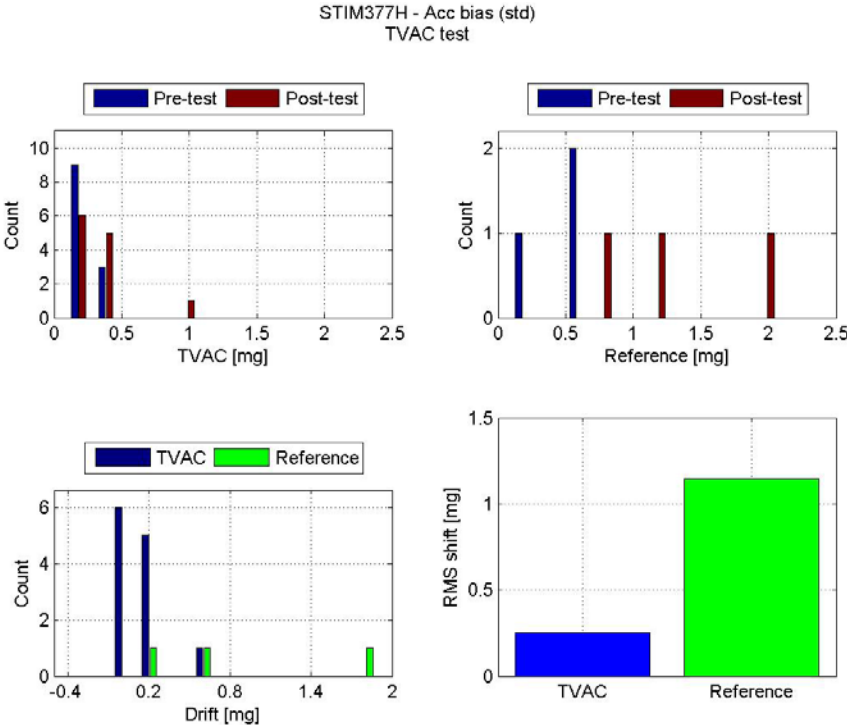 STIM377H - Acc bias (std)
TVAC test
Pre-test Post-test
10
8
6
4
2
0
Count
0 0.5 1 1.5 2 2.5
TVAC [mg]
Pre-test Post-test
2
1
0
Count
0 0.5 1 1.5 2 2.5
Reference [mg]
TVAC Reference
6
4
2
0
Count
-0.4 0.2 0.8 1.4 2
Drift [mg]
1.5
1
0.5
0
RMS shift [mg]
TVAC Reference